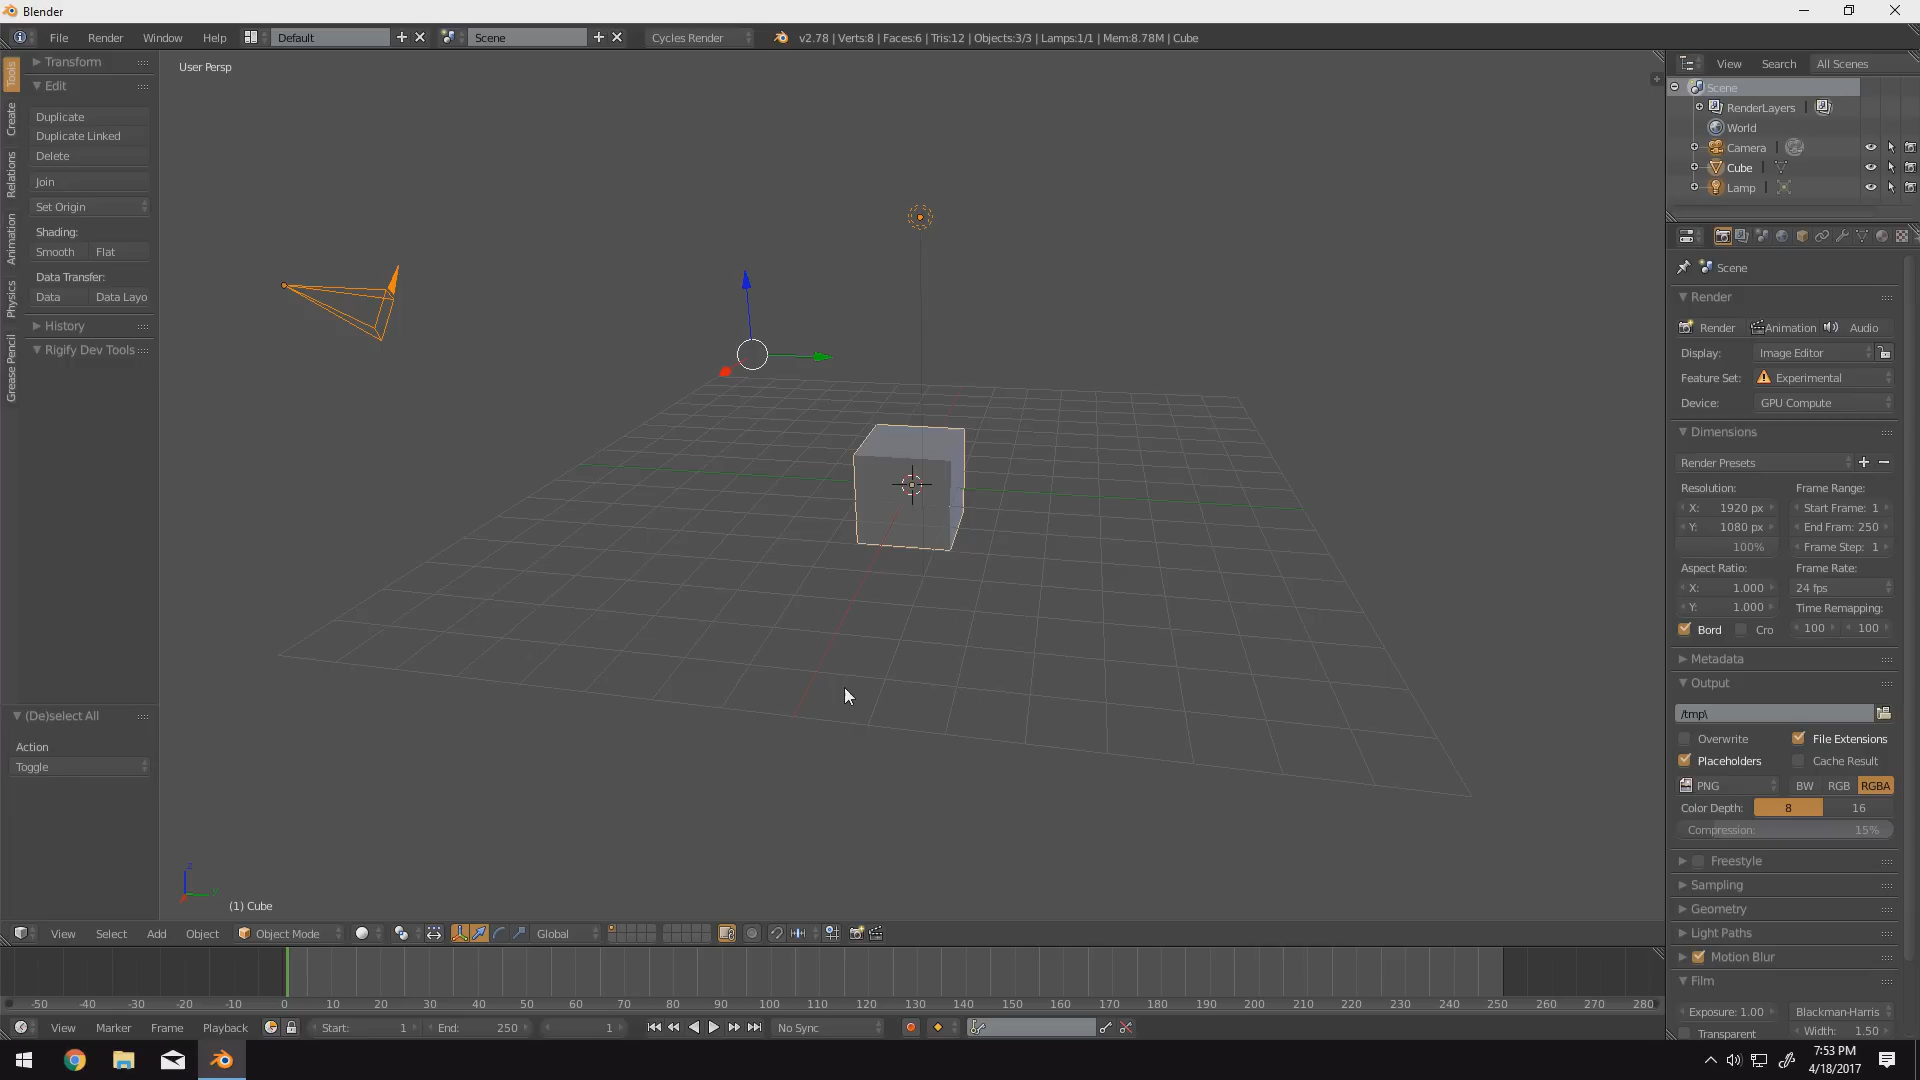 Blender
File Render Window Help Default Scene Cycles Render v2.78 | Verts:8 | Faces:6 | Tris:12 | Objects:3/3 | Lamps:1/1 | Mem:8.78M | Cube
Tools
Create
Relations
Animation
Physics
Grease Pencil
Transform
Edit
Duplicate
Duplicate Linked
Delete
Join
Set Origin
Shading:
Smooth Flat
Data Transfer:
Data Data Layo
History
Rigify Dev Tools
(De)select All
Action
Toggle
User Persp
z
y
(1) Cube
View Select Add Object Object Mode Global
-50 -40 -30 -20 -10 0 10 20 30 40 50 60 70 80 90 100 110 120 130 140 150 160 170 180 190 200 210 220 230 240 250 260 270 280
View Marker Frame Playback Start: 1 End: 250 1 No Sync
View Search All Scenes
Scene
RenderLayers |
World
Camera |
Cube |
Lamp |
Scene
Render
Render Animation Audio
Display: Image Editor
Feature Set: Experimental
Device: GPU Compute
Dimensions
Render Presets
Resolution: Frame Range:
X: 1920 px Start Frame: 1
Y: 1080 px End Fram: 250
100% Frame Step: 1
Aspect Ratio: Frame Rate:
X: 1.000 24 fps
Y: 1.000 Time Remapping:
Bord Cro 100 100
Metadata
Output
/tmp\
Overwrite File Extensions
Placeholders Cache Result
PNG BW RGB RGBA
Color Depth: 8 16
Compression: 15%
Freestyle
Sampling
Geometry
Light Paths
Motion Blur
Film
Exposure: 1.00 Blackman-Harris
Transparent Width: 1.50
7:53 PM
4/18/2017